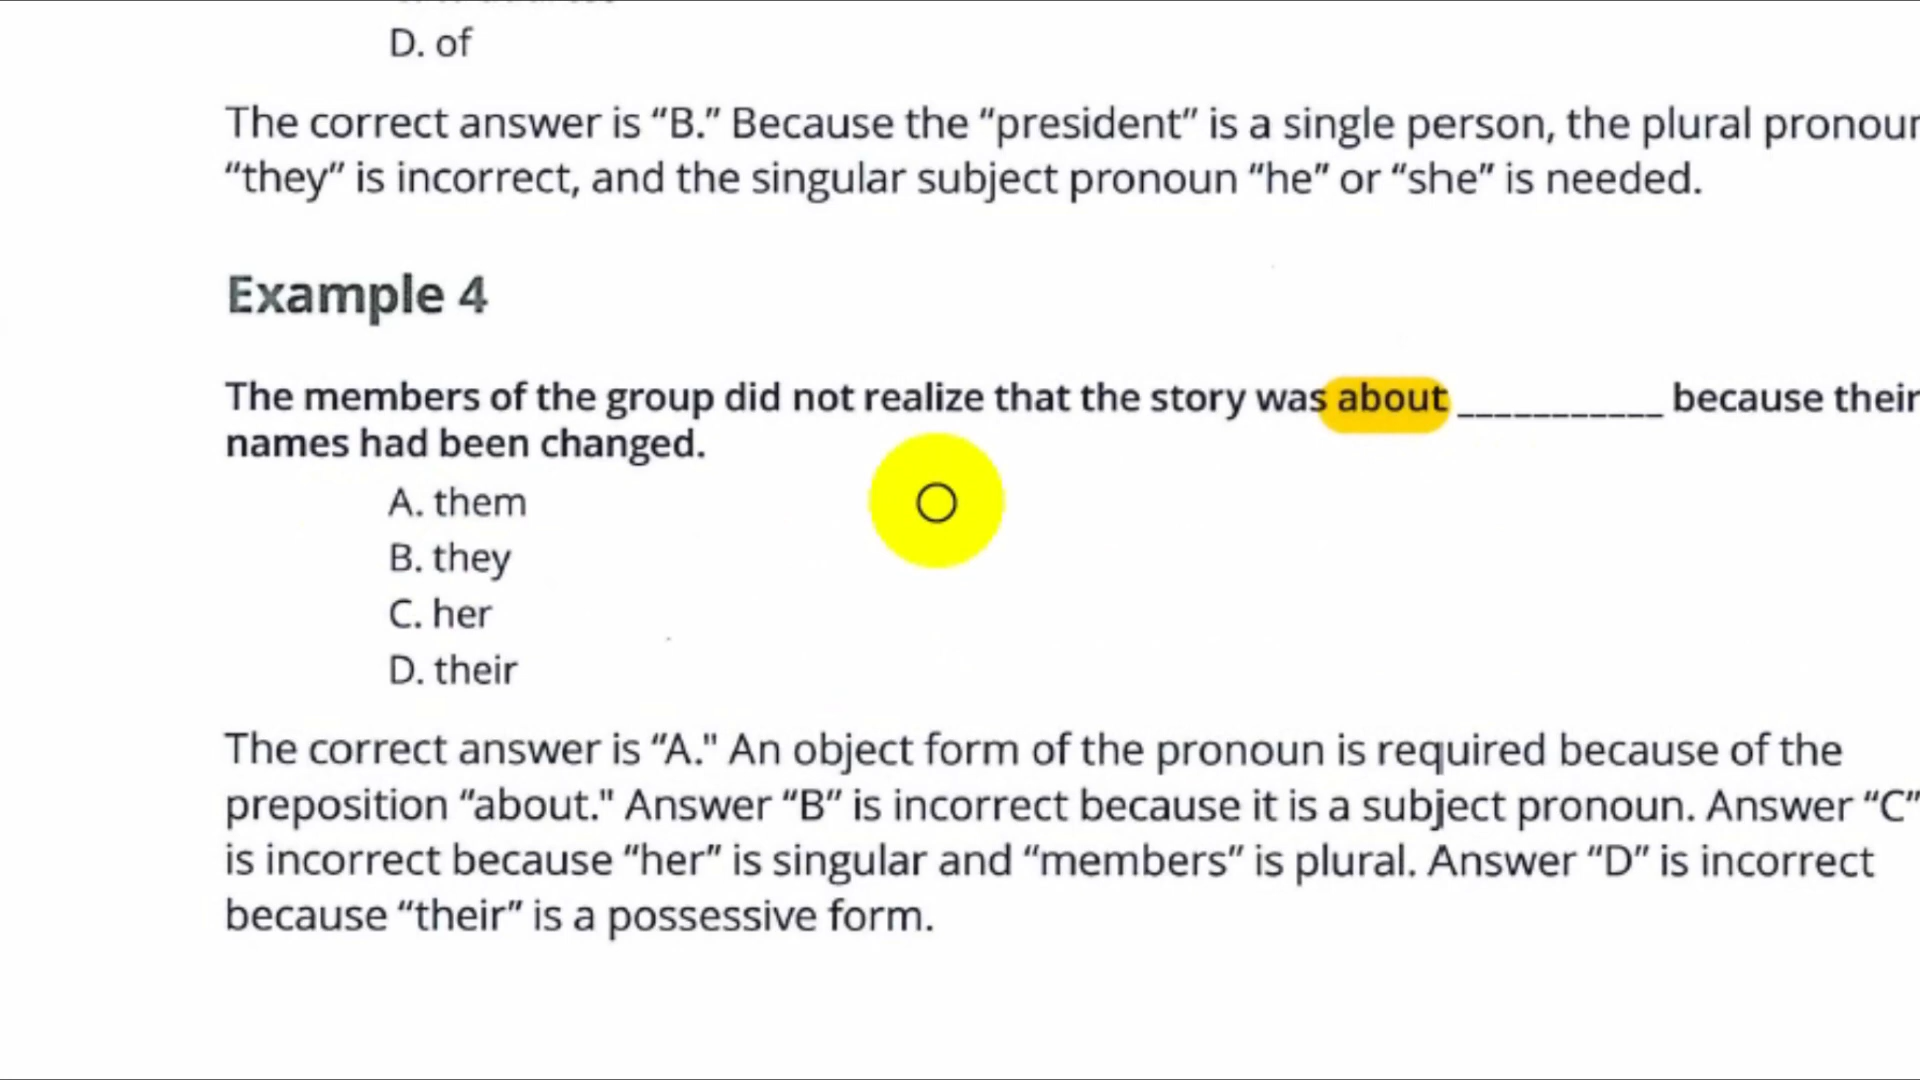 D. of
The correct answer is “B.” Because the “president” is a single person, the plural pronoun
“they” is incorrect, and the singular subject pronoun “he” or “she” is needed.
Example 4
The members of the group did not realize that the story was about ___________ because their
names had been changed.
A. them
B. they
C. her
D. their
The correct answer is “A." An object form of the pronoun is required because of the
preposition “about." Answer “B” is incorrect because it is a subject pronoun. Answer “C”
is incorrect because “her” is singular and “members” is plural. Answer “D” is incorrect
because “their” is a possessive form.